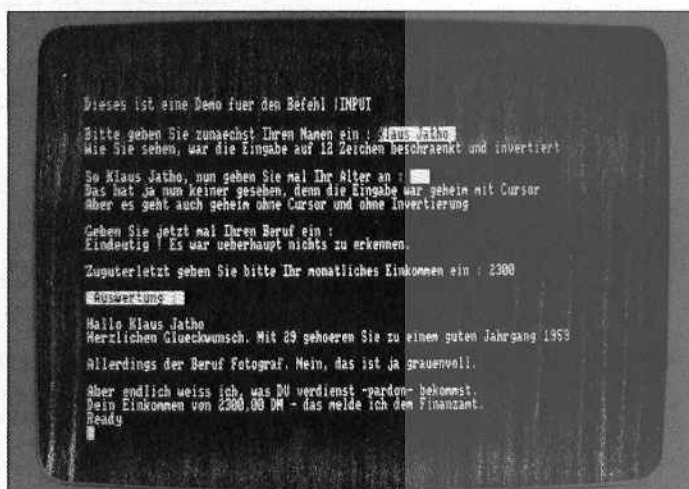 Dieses ist eine Demo fuer den Befehl |INPUT
Bitte geben Sie zunaechst Ihren Namen ein : Klaus Jatho
Wie Sie sehen, war die Eingabe auf 12 Zeichen beschraenkt und invertiert
So Klaus Jatho, nun geben Sie mal Ihr Alter an :
Das hat ja nun keiner gesehen, denn die Eingabe war geheim mit Cursor
Aber es geht auch geheim ohne Cursor und ohne Invertierung
Geben Sie jetzt mal Ihren Beruf ein :
Eindeutig ! Es war ueberhaupt nichts zu erkennen.
Zuguterletzt geben Sie bitte Ihr monatliches Einkommen ein : 2300
Auswertung :
Hallo Klaus Jatho
Herzlichen Glueckwunsch. Mit 29 gehoeren Sie zu einem guten Jahrgang 1959
Allerdings der Beruf Fotograf. Nein, das ist ja grauenvoll.
Aber endlich weiss ich, was DU verdienst -pardon- bekommst.
Dein Einkommen von 2300.00 DM - das melde ich dem Finanzamt.
Ready